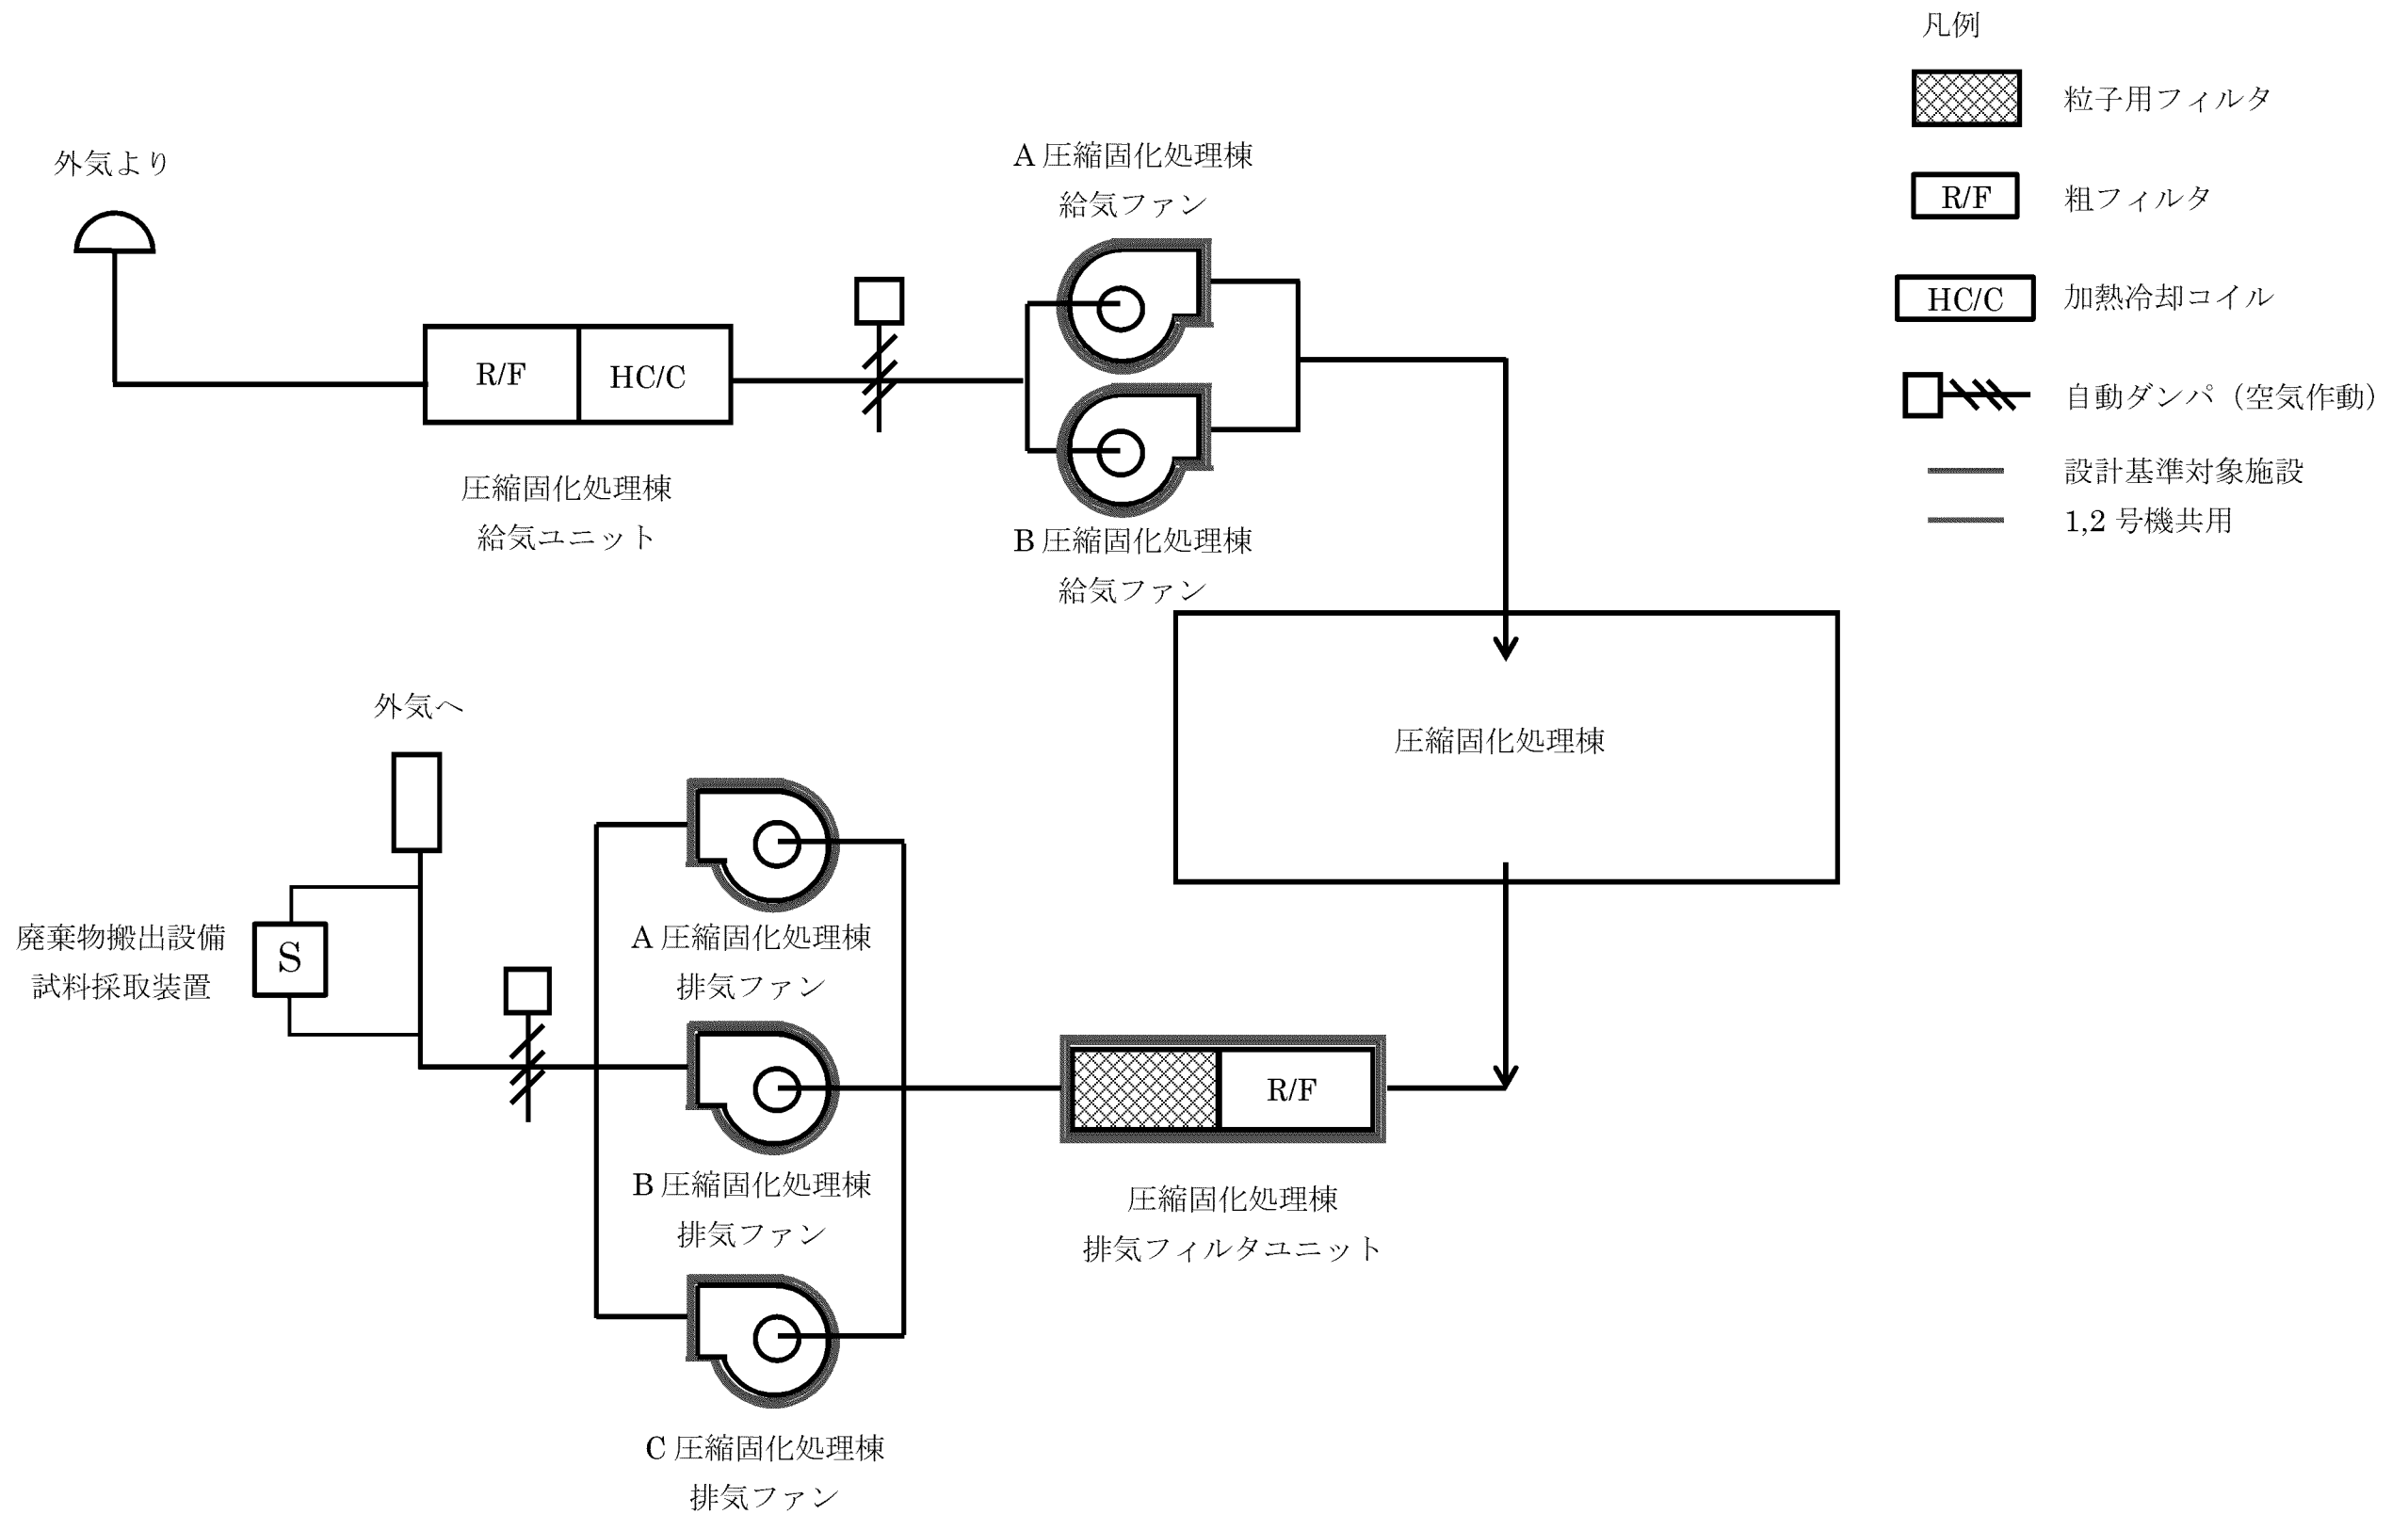 凡例
粒子用フィルタ
R/F
粗フィルタ
HC/C
加熱冷却コイル
自動ダンパ（空気作動）
設計基準対象施設
1,2 号機共用
外気より
R/F
HC/C
圧縮固化処理棟
給気ユニット
A 圧縮固化処理棟
給気ファン
B 圧縮固化処理棟
給気ファン
圧縮固化処理棟
外気へ
廃棄物搬出設備
試料採取装置
S
A 圧縮固化処理棟
排気ファン
B 圧縮固化処理棟
排気ファン
C 圧縮固化処理棟
排気ファン
R/F
圧縮固化処理棟
排気フィルタユニット